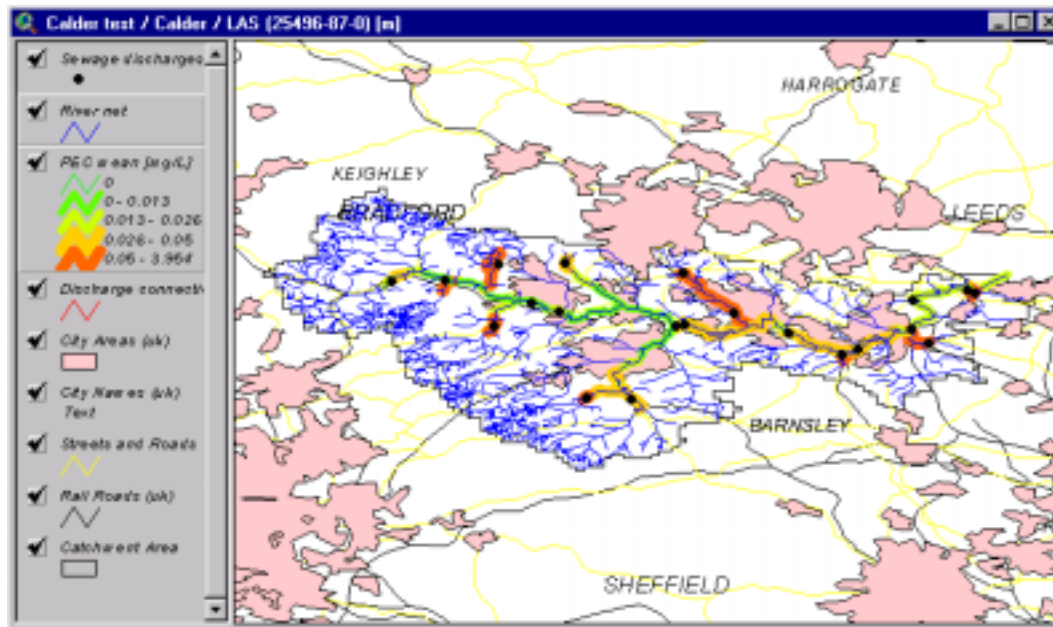 Calder test / Calder / LAS (25496-87-0) [m]
Sewage discharges
River net
PEC mean [mg/L]
0
0 - 0.013
0.013 - 0.026
0.026 - 0.05
0.05 - 3.954
Discharge connecti
City Areas (uk)
City Names (uk)
Text
Streets and Roads
Rail Roads (uk)
Catchment Area
HARROGATE
KEIGHLEY
BRADFORD
LEEDS
BARNSLEY
SHEFFIELD